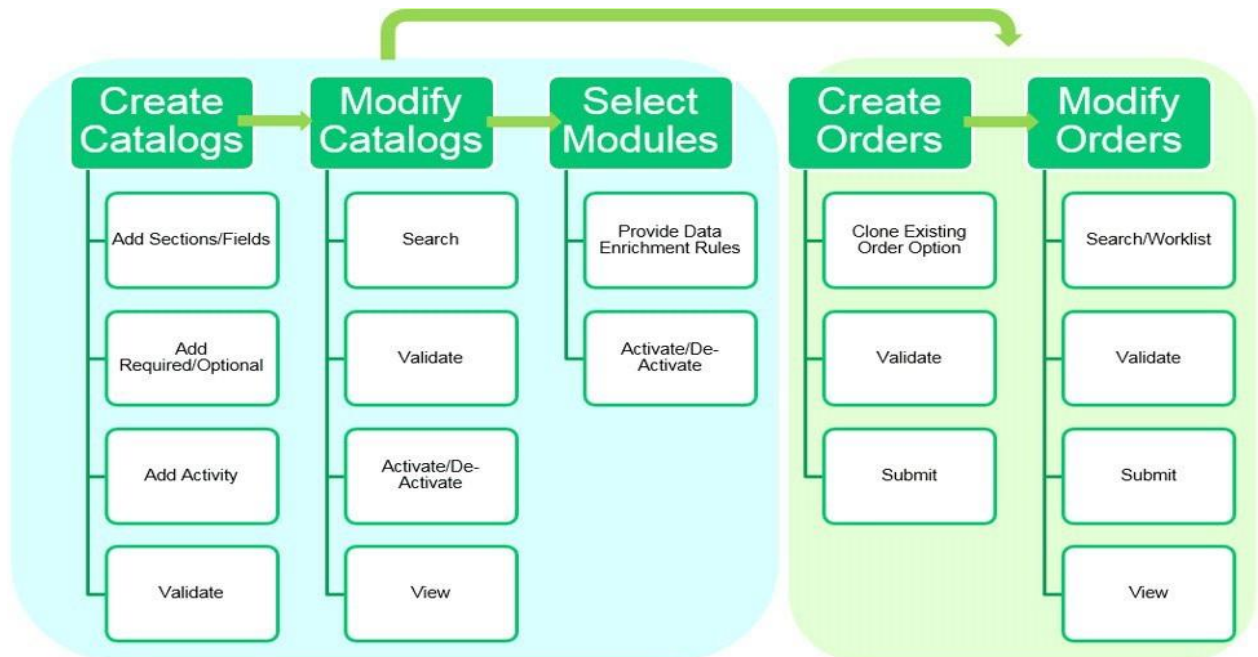 Create
Catalogs
Add Sections/Fields
Add
Required/Optional
Add Activity
Validate
Modify
Catalogs
Search
Validate
Activate/De-
Activate
View
Select
Modules
Provide Data
Enrichment Rules
Activate/De-
Activate
Create
Orders
Clone Existing
Order Option
Validate
Submit
Modify
Orders
Search/Worklist
Validate
Submit
View